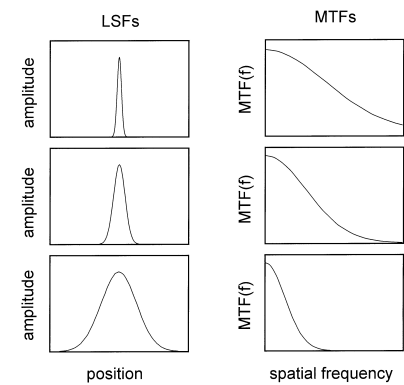 LSFs
MTFs
amplitude
MTF(f)
amplitude
MTF(f)
amplitude
MTF(f)
position
spatial frequency